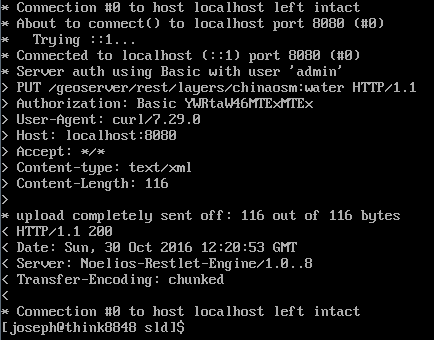 * Connection #0 to host localhost left intact
* About to connect() to localhost port 8080 (#0)
*   Trying ::1...
* Connected to localhost (::1) port 8080 (#0)
* Server auth using Basic with user 'admin'
> PUT /geoserver/rest/layers/chinaosm:water HTTP/1.1
> Authorization: Basic YWRtaW46MTExMTEx
> User-Agent: curl/7.29.0
> Host: localhost:8080
> Accept: */*
> Content-type: text/xml
> Content-Length: 116
>
* upload completely sent off: 116 out of 116 bytes
< HTTP/1.1 200
< Date: Sun, 30 Oct 2016 12:20:53 GMT
< Server: Noelios-Restlet-Engine/1.0..8
< Transfer-Encoding: chunked
<
* Connection #0 to host localhost left intact
[joseph@think8848 sld]$